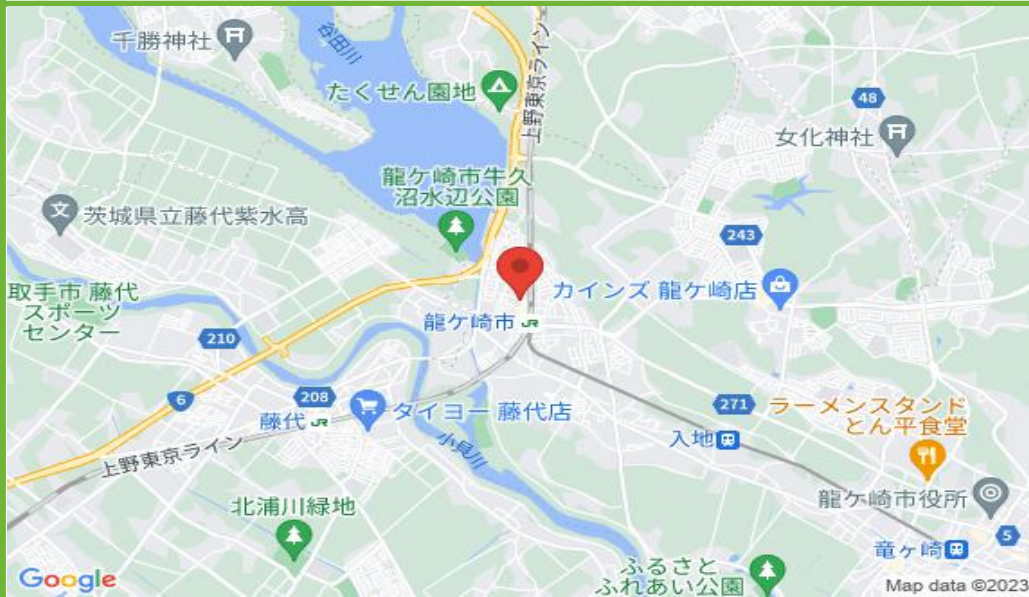 千勝神社
谷田川
たくせん園地
上野東京ライン
48
女化神社
龍ケ崎市牛久
沼水辺公園
茨城県立藤代紫水高
243
取手市 藤代
スポーツ
センター
カインズ 龍ケ崎店
龍ケ崎市 JR
210
6
208
藤代 JR
タイヨー 藤代店
271
ラーメンスタンド
とん平食堂
入地
上野東京ライン
小貝川
北浦川緑地
龍ケ崎市役所
5
竜ヶ崎
ふるさと
ふれあい公園
Google
Map data ©2023